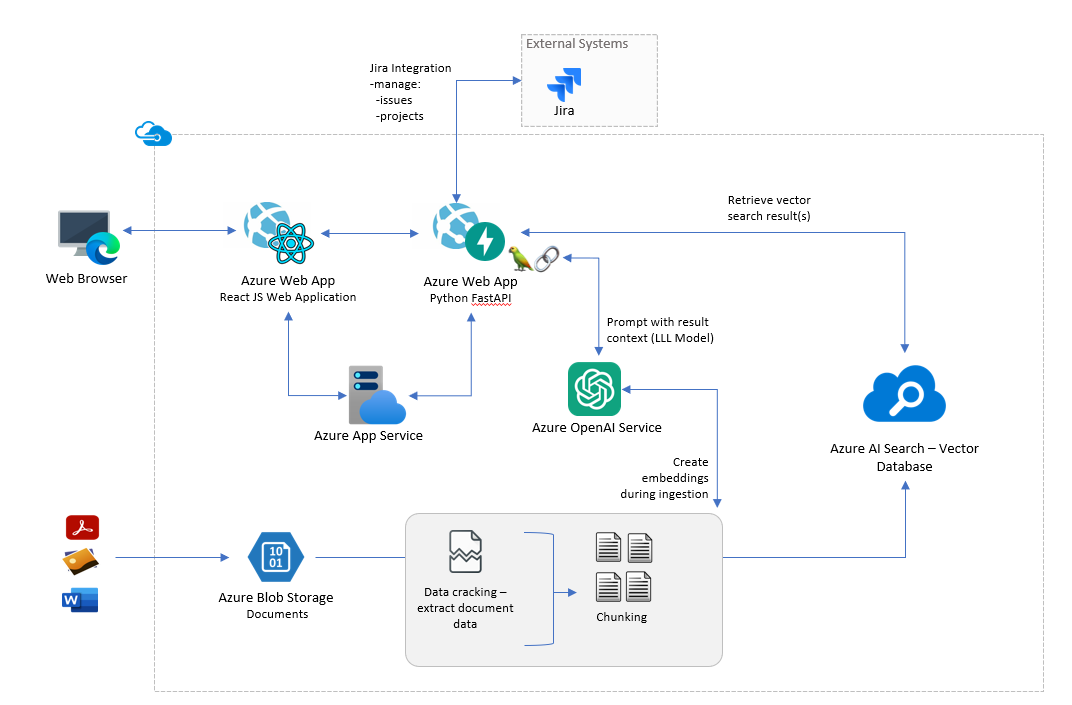 External Systems
Jira
Jira Integration
-manage:
-issues
-projects
Retrieve vector
search result(s)
Web Browser
Azure Web App
React JS Web Application
Azure Web App
Python FastAPI
Prompt with result
context (LLL Model)
Azure App Service
Azure OpenAI Service
Azure AI Search – Vector
Database
Create
embeddings
during ingestion
W
10
01
Azure Blob Storage
Documents
Data cracking –
extract document
data
Chunking